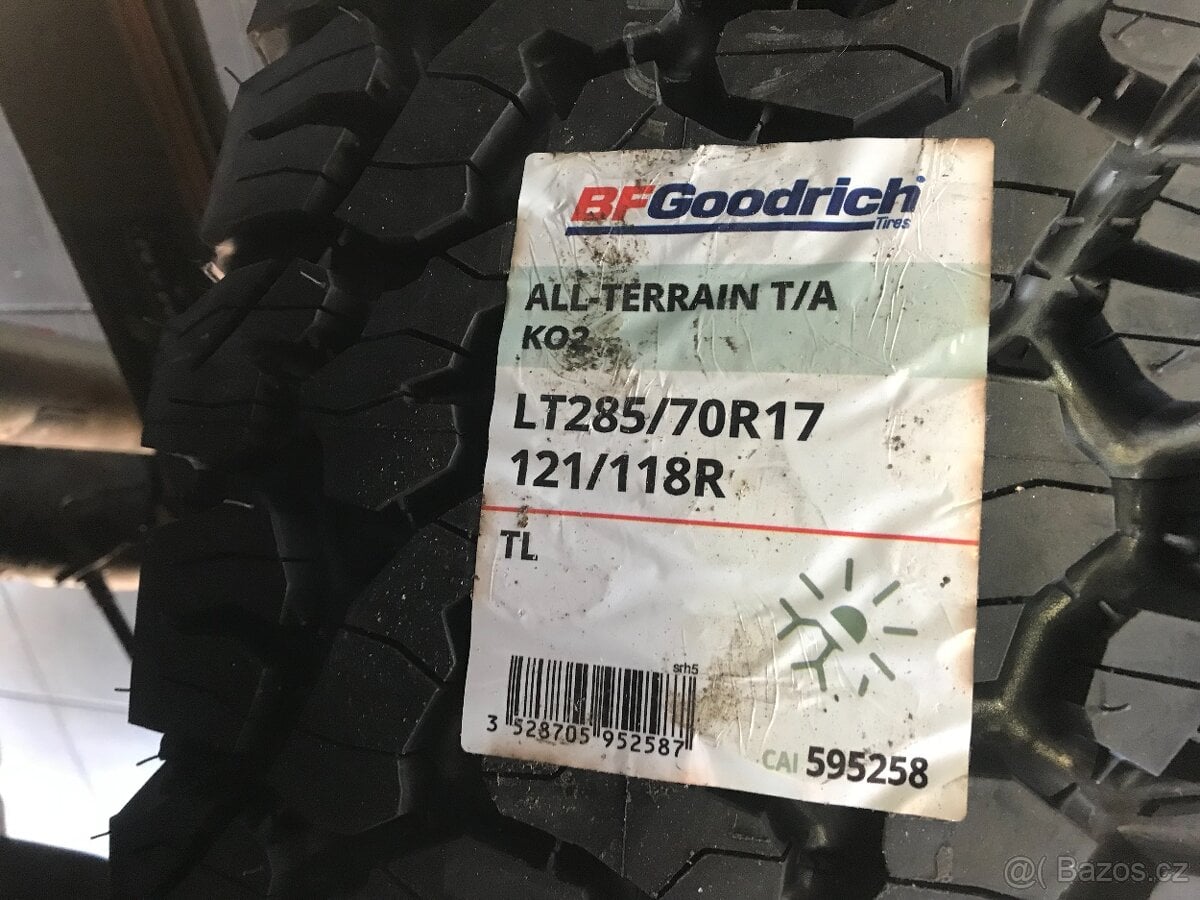 BFGoodrich
Tires
ALL-TERRAIN T/A
KO2
LT285/70R17
121/118R
TL
srh5
3 528705 952587
CAI 595258
@( Bazos.cz